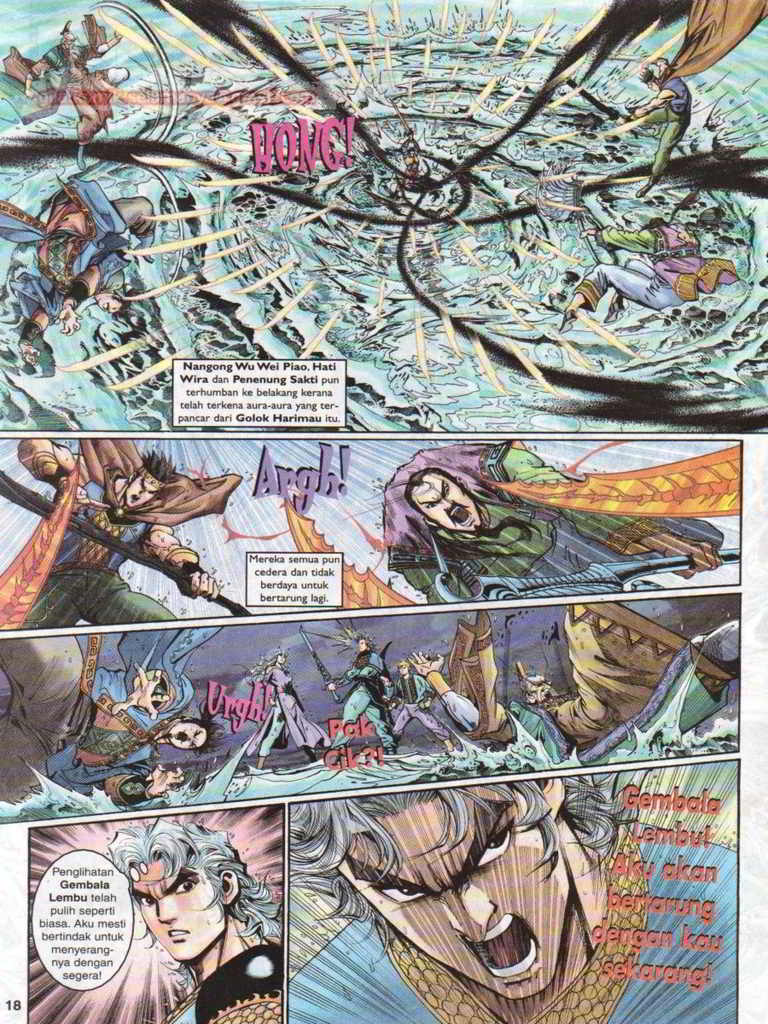 BONG!
Nangong Wu Wei Piao, Hati
Wira dan Penenung Sakti pun
terhumban ke belakang kerana
telah terkena aura-aura yang ter-
pancar dari Golok Harimau itu.
Argh!
Mereka semua pun
cedera dan tidak
berdaya untuk
bertarung lagi.
Urgh!
Pak
Cik?!
Penglihatan
Gembala
Lembu telah
pulih seperti
biasa. Aku mesti
bertindak untuk
menyerang-
nya dengan
segera!
Gembala
Lembu!
Aku akan
bertarung
dengan kau
sekarang!
18